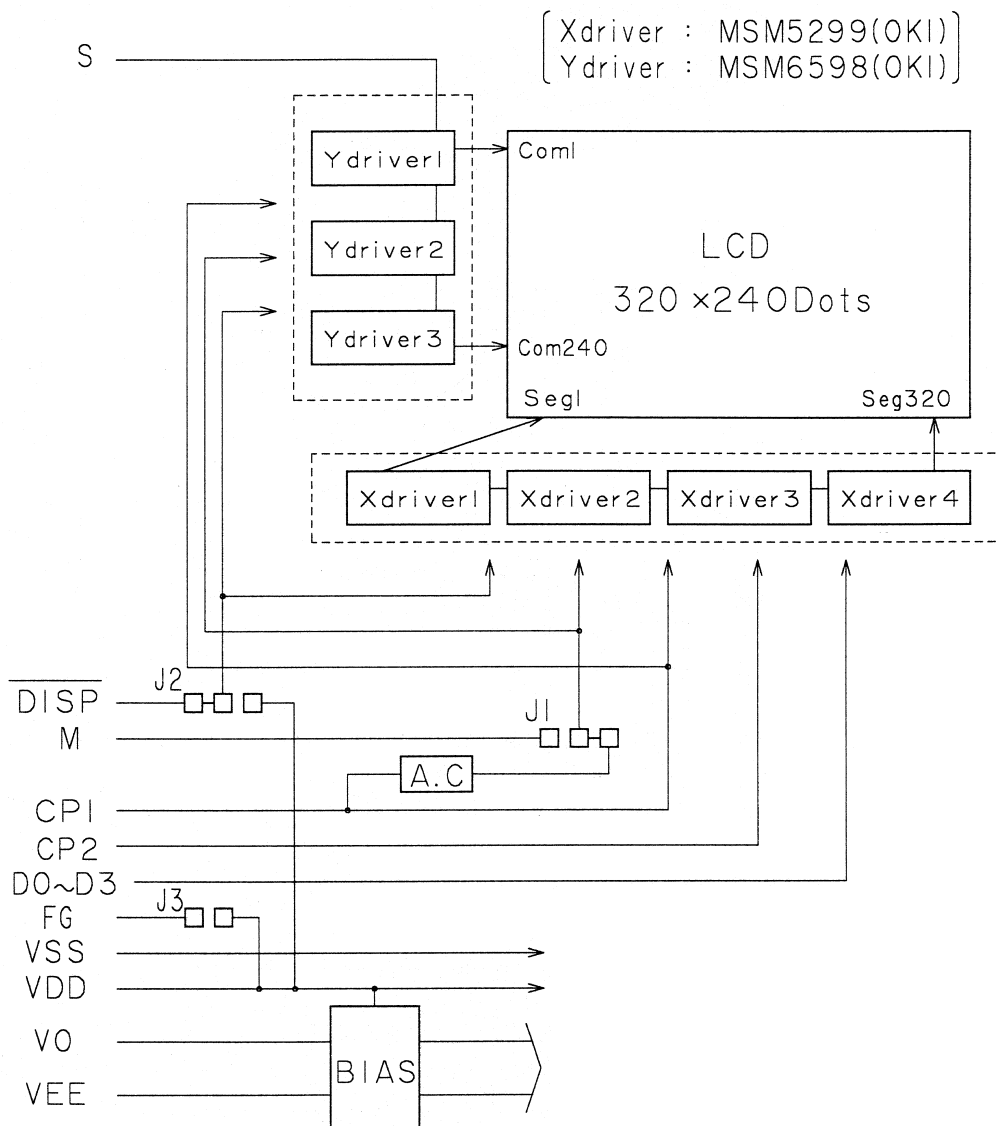 S
Xdriver : MSM5299(OKI)
Ydriver : MSM6598(OKI)
Ydriver1
Com1
Ydriver2
LCD
320 ×240Dots
Ydriver3
Com240
Seg1
Seg320
Xdriver1
Xdriver2
Xdriver3
Xdriver4
J2
DISP
J1
M
A.C
CP1
CP2
D0~D3
J3
FG
VSS
VDD
VO
BIAS
VEE